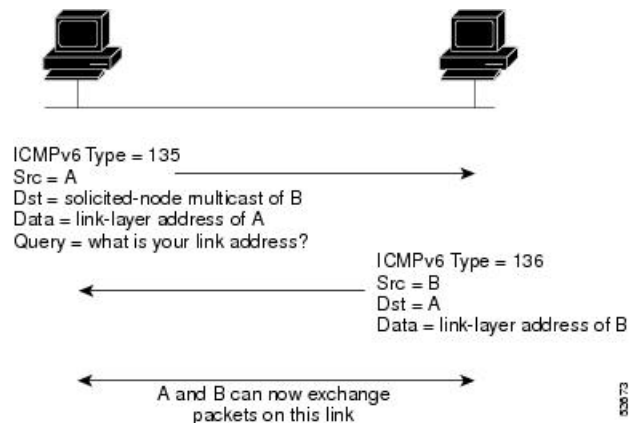 ICMPv6 Type = 135
Src = A
Dst = solicited-node multicast of B
Data = link-layer address of A
Query = what is your link address?
ICMPv6 Type = 136
Src = B
Dst = A
Data = link-layer address of B
A and B can now exchange
packets on this link
52673